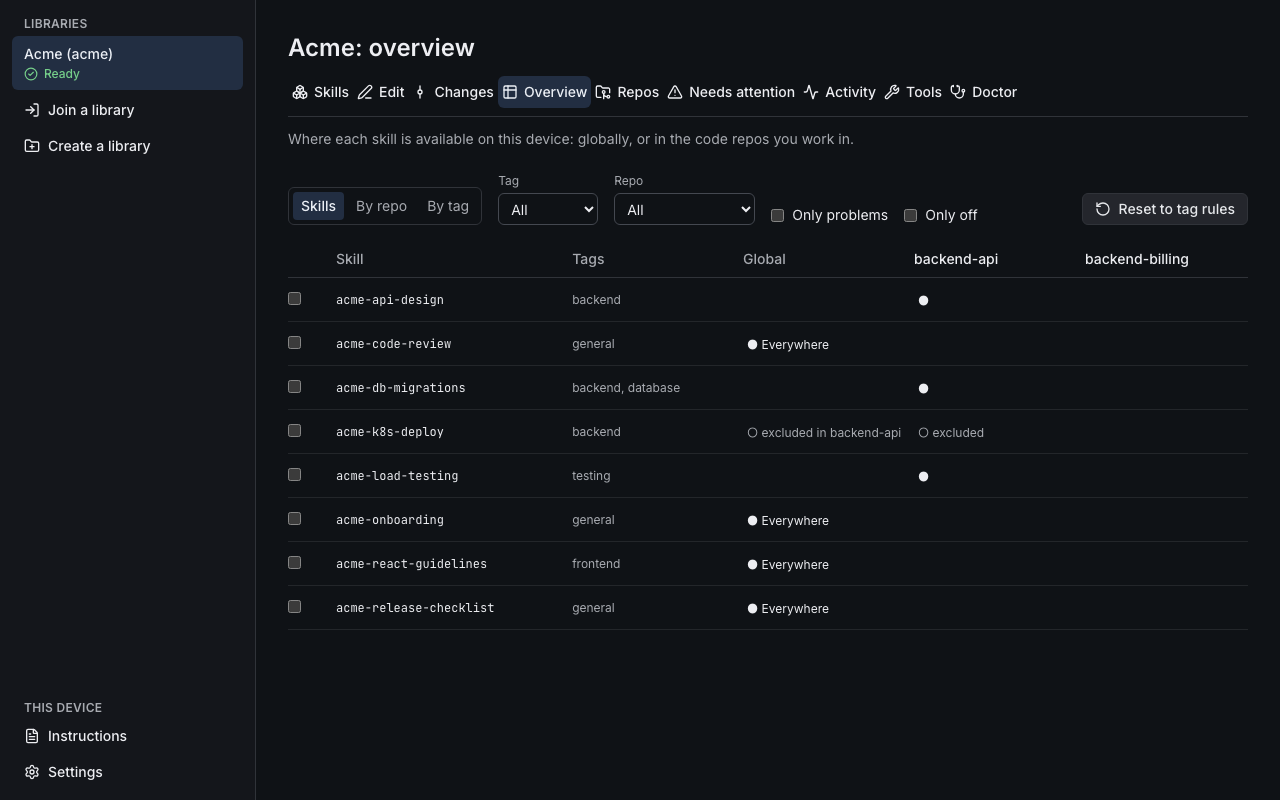 LIBRARIES
Acme (acme)
Ready
Join a library
Create a library
THIS DEVICE
Instructions
Settings
Acme: overview
Skills Edit Changes Overview Repos Needs attention Activity Tools Doctor
Where each skill is available on this device: globally, or in the code repos you work in.
Skills By repo By tag
Tag
All
Repo
All
Only problems Only off
Reset to tag rules
Skill Tags Global backend-api backend-billing
acme-api-design backend
acme-code-review general Everywhere
acme-db-migrations backend, database
acme-k8s-deploy backend excluded in backend-api excluded
acme-load-testing testing
acme-onboarding general Everywhere
acme-react-guidelines frontend Everywhere
acme-release-checklist general Everywhere